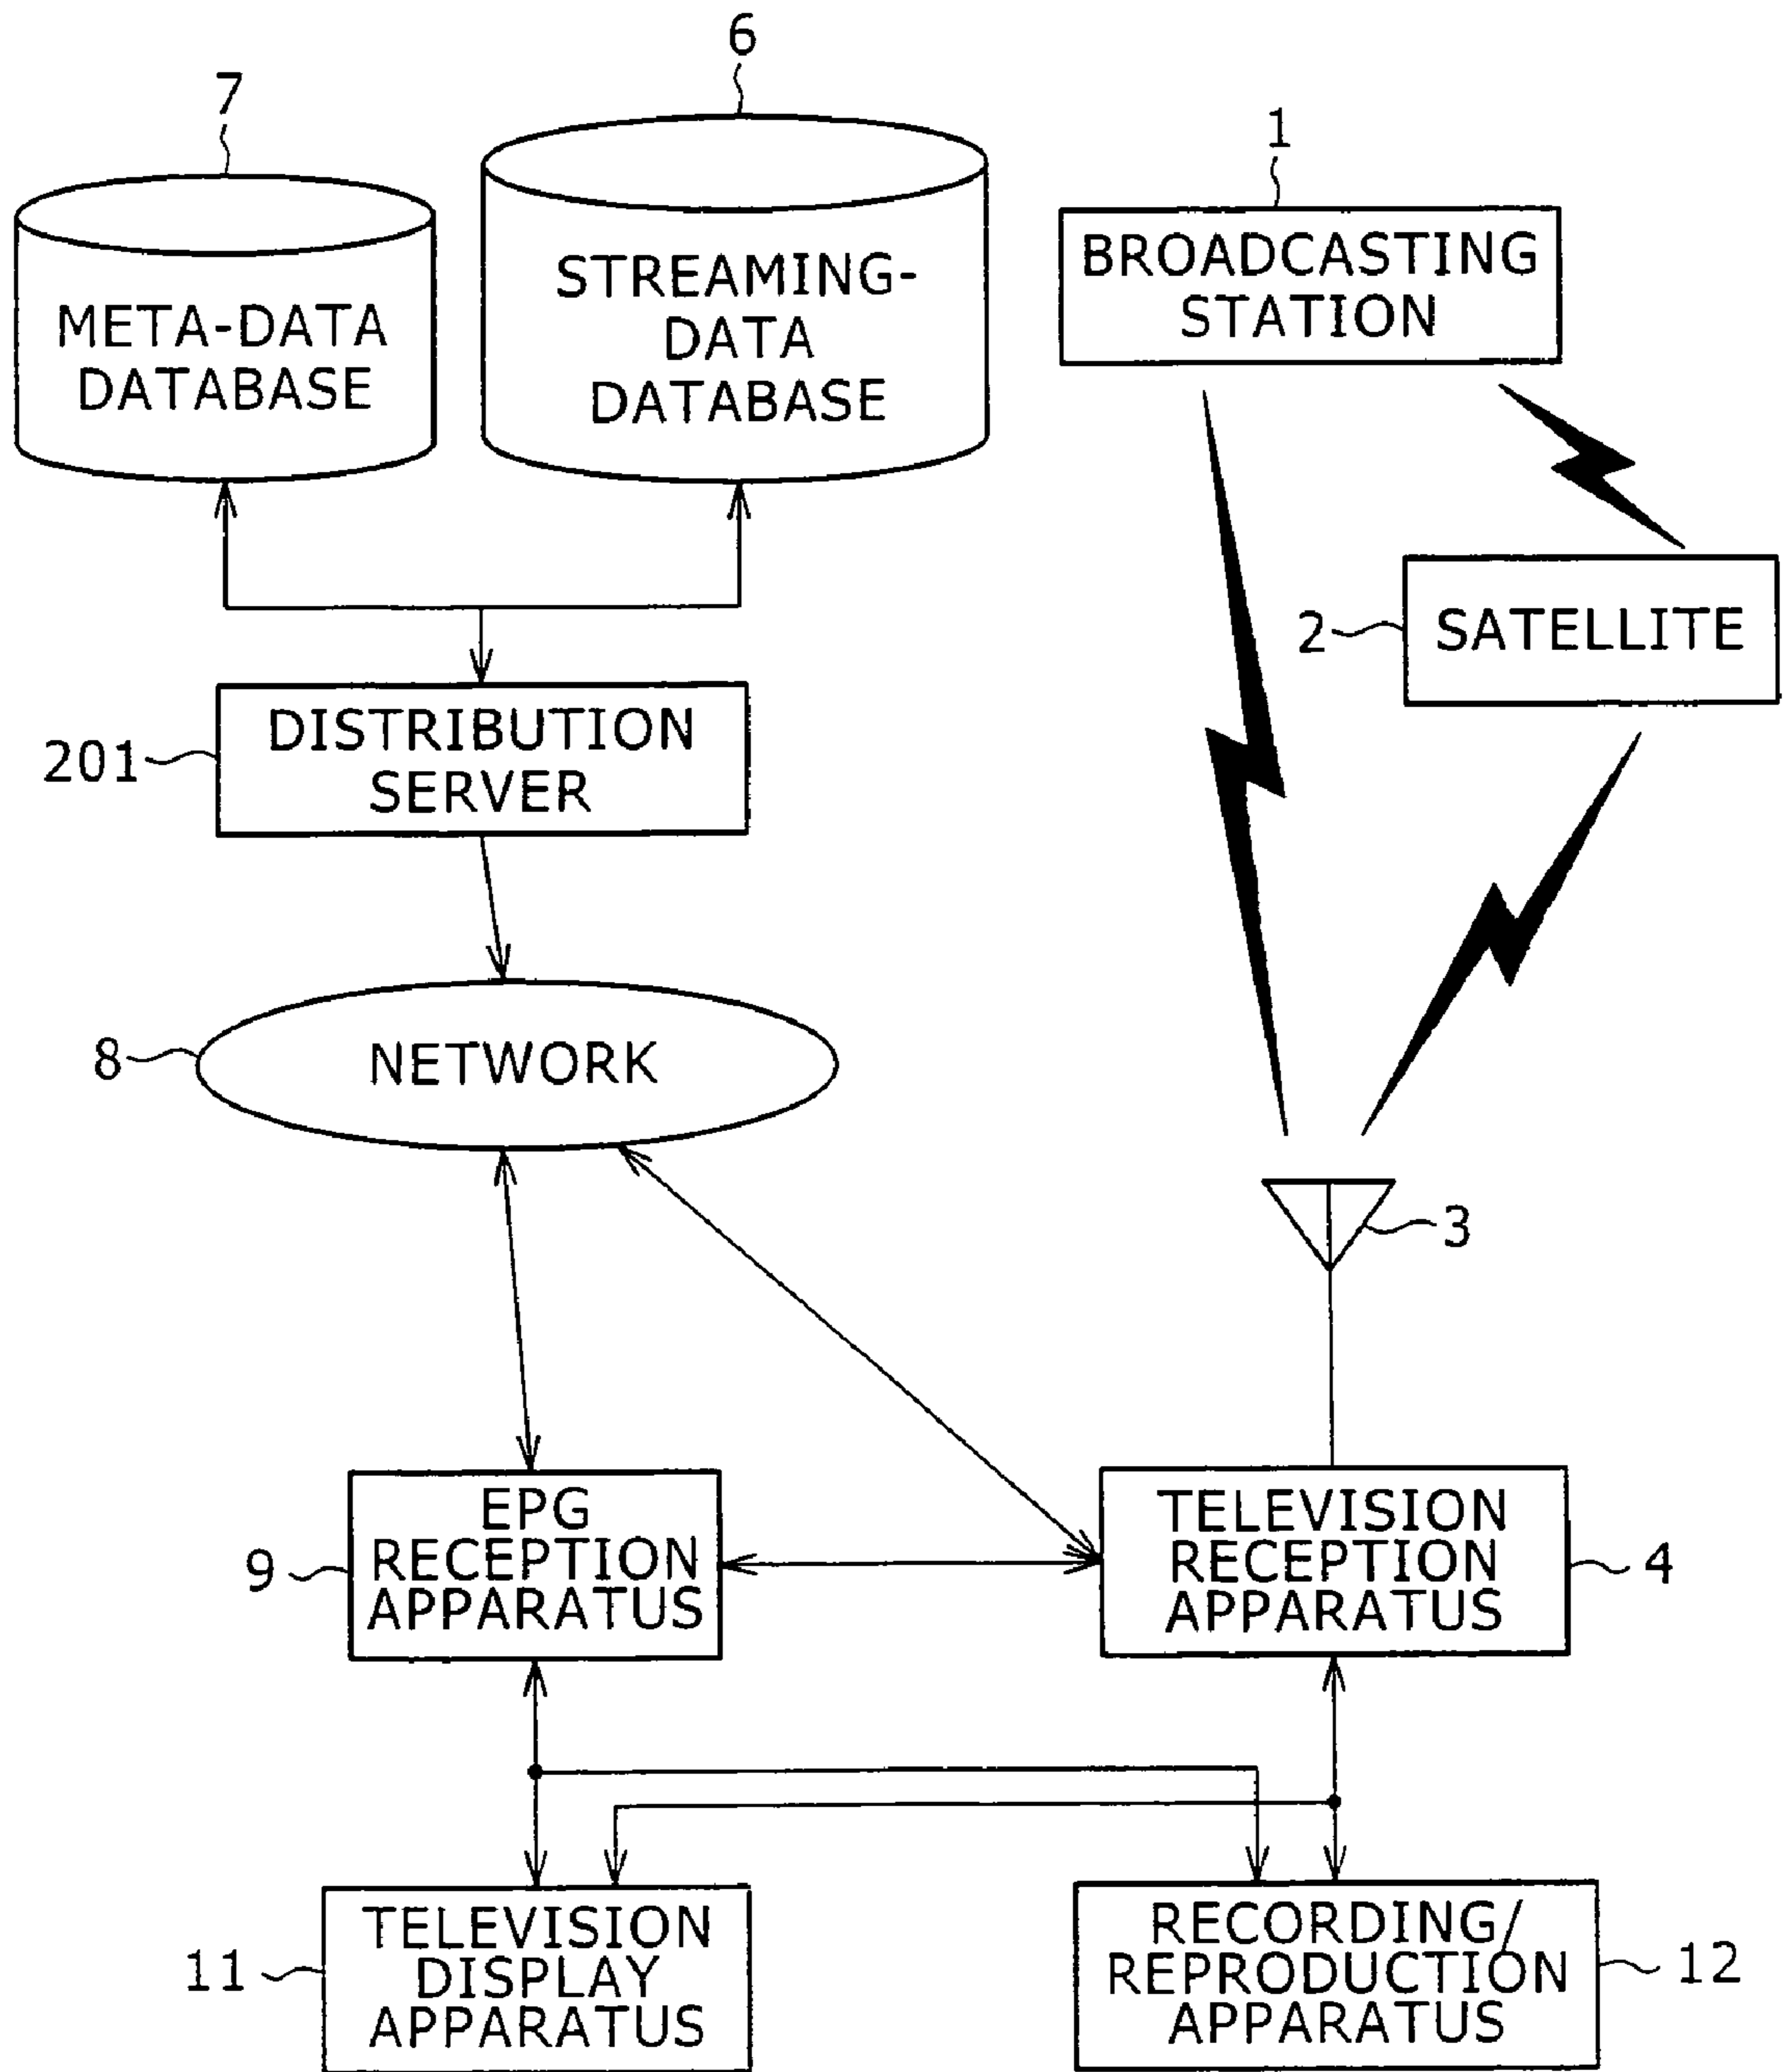 6
7
1
META-DATA
DATABASE
STREAMING-
DATA
DATABASE
BROADCASTING
STATION
2
SATELLITE
201
DISTRIBUTION
SERVER
8
NETWORK
3
9
EPG
RECEPTION
APPARATUS
TELEVISION
RECEPTION
APPARATUS
4
11
TELEVISION
DISPLAY
APPARATUS
RECORDING/
REPRODUCTION
APPARATUS
12